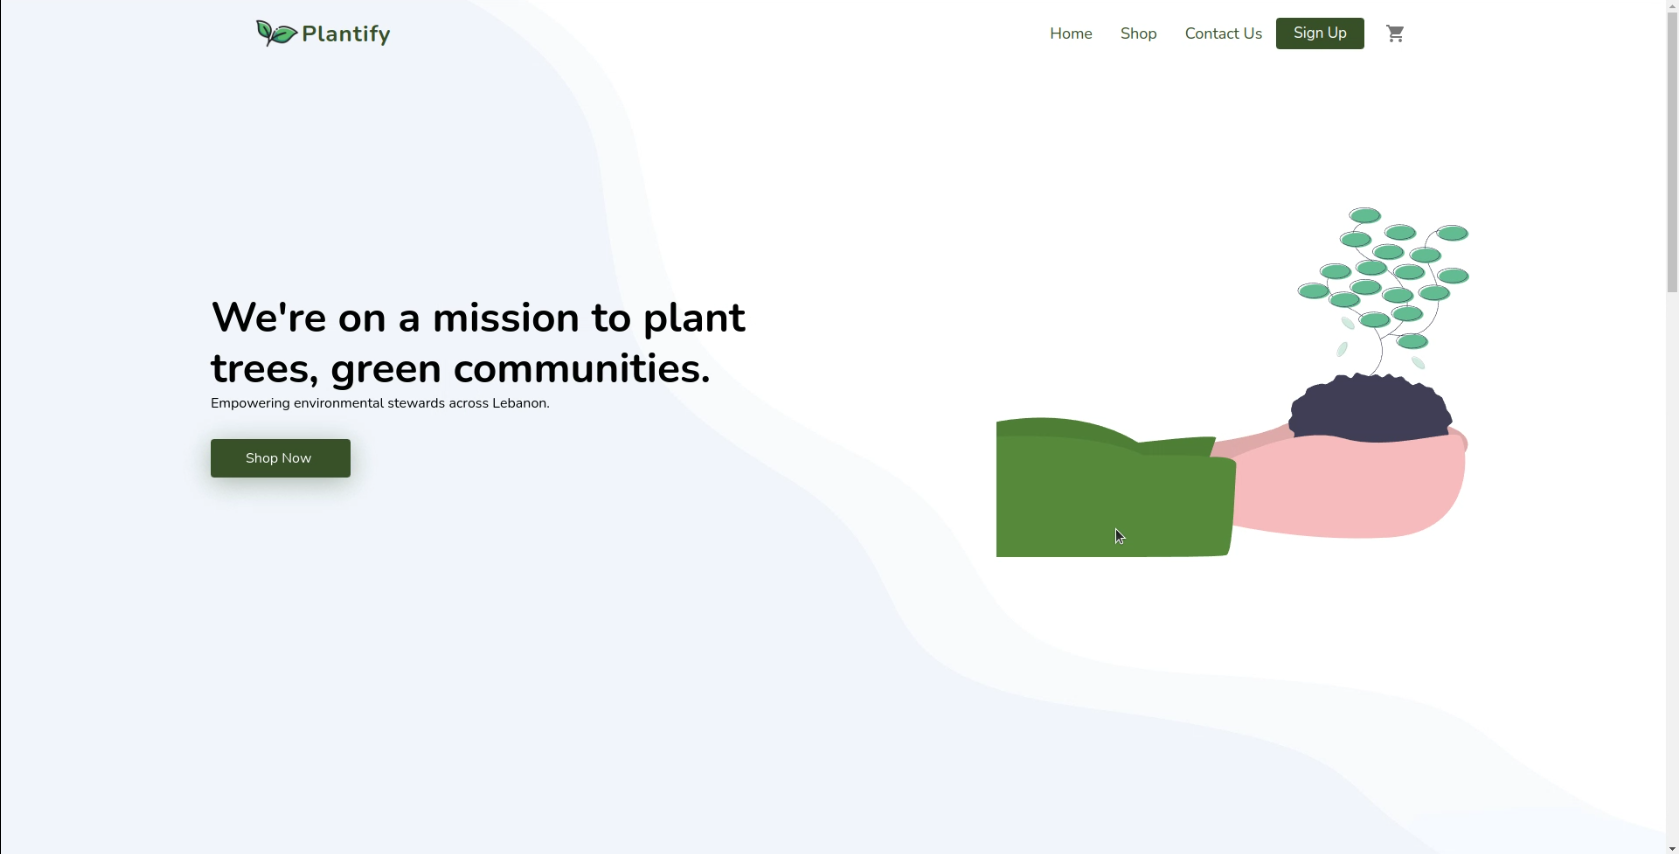 Plantify
Home Shop Contact Us Sign Up
We're on a mission to plant
trees, green communities.
Empowering environmental stewards across Lebanon.
Shop Now